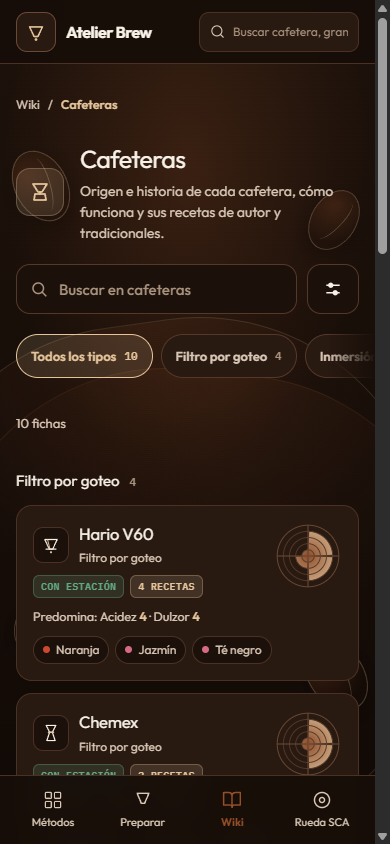 Atelier Brew
Buscar cafetera, gran
Wiki / Cafeteras
Cafeteras
Origen e historia de cada cafetera, cómo
funciona y sus recetas de autor y
tradicionales.
Buscar en cafeteras
Todos los tipos 10
Filtro por goteo 4
Inmersió
10 fichas
Filtro por goteo 4
Hario V60
Filtro por goteo
CON ESTACIÓN
4 RECETAS
Predomina: Acidez 4 · Dulzor 4
Naranja
Jazmín
Té negro
Chemex
Filtro por goteo
CON ESTACIÓN
Métodos
Preparar
Wiki
Rueda SCA